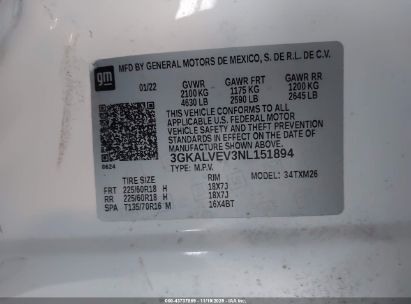 gm
MFD BY GENERAL MOTORS DE MEXICO, S DE R.L. DE C.V.
01/22 GVWR GAWR FRT GAWR RR
2100 KG 1175 KG 1200 KG
4630 LB 2590 LB 2645 LB
THIS VEHICLE CONFORMS TO ALL APPLICABLE
U.S. FEDERAL MOTOR VEHICLE SAFETY,
BUMPER, AND THEFT PREVENTION
STANDARDS IN EFFECT ON THE DATE OF
MANUFACTURE SHOWN ABOVE.
3GKALVEV3NL151894
0624 TYPE: M.P.V. MODEL: 34TXM26
TIRE SIZE RIM
FRT 225/60R18 H 18X7J
RR 225/60R18 H 18X7J
SPA T135/70R16 M 16X4BT